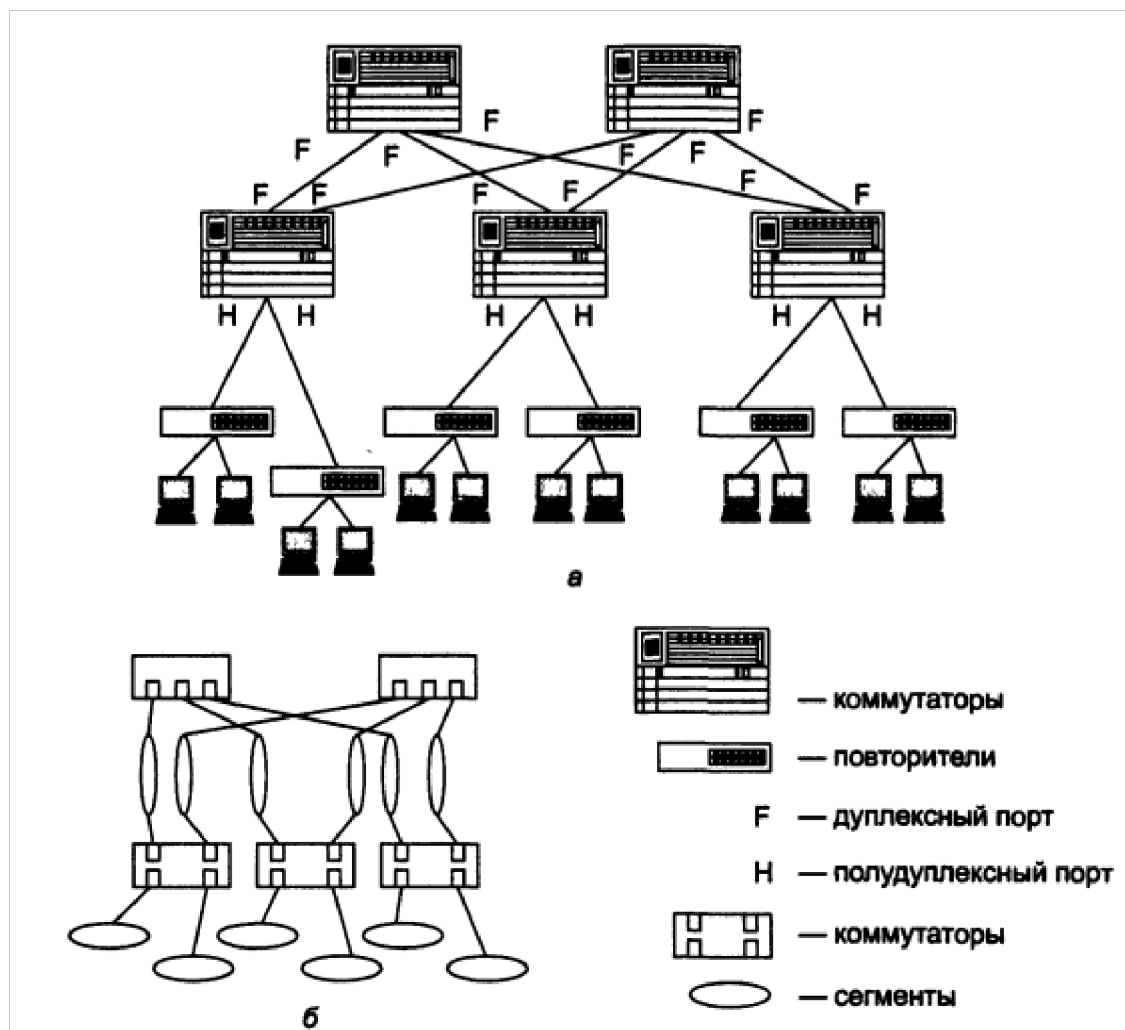 F
F
F
F
F
F
F
F
F
F
F
F
H
H
H
H
H
H
а
— коммутаторы
— повторители
F — дуплексный порт
H — полудуплексный порт
— коммутаторы
— сегменты
б